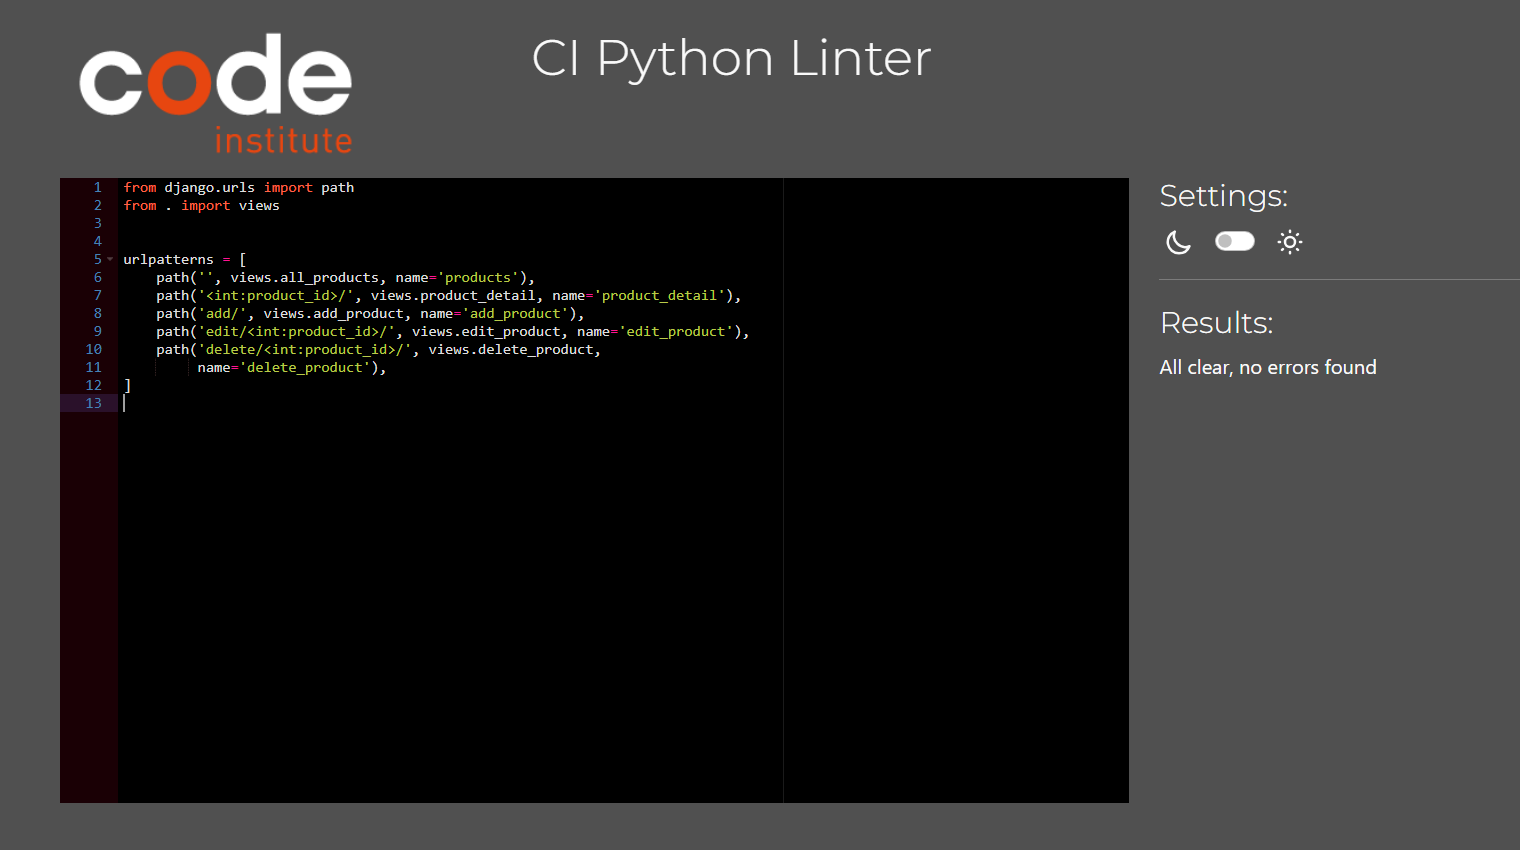 code
institute
CI Python Linter
1 from django.urls import path
2 from . import views
3
4
5 urlpatterns = [
6     path('', views.all_products, name='products'),
7     path('<int:product_id>/', views.product_detail, name='product_detail'),
8     path('add/', views.add_product, name='add_product'),
9     path('edit/<int:product_id>/', views.edit_product, name='edit_product'),
10     path('delete/<int:product_id>/', views.delete_product,
11          name='delete_product'),
12 ]
13
Settings:
Results:
All clear, no errors found